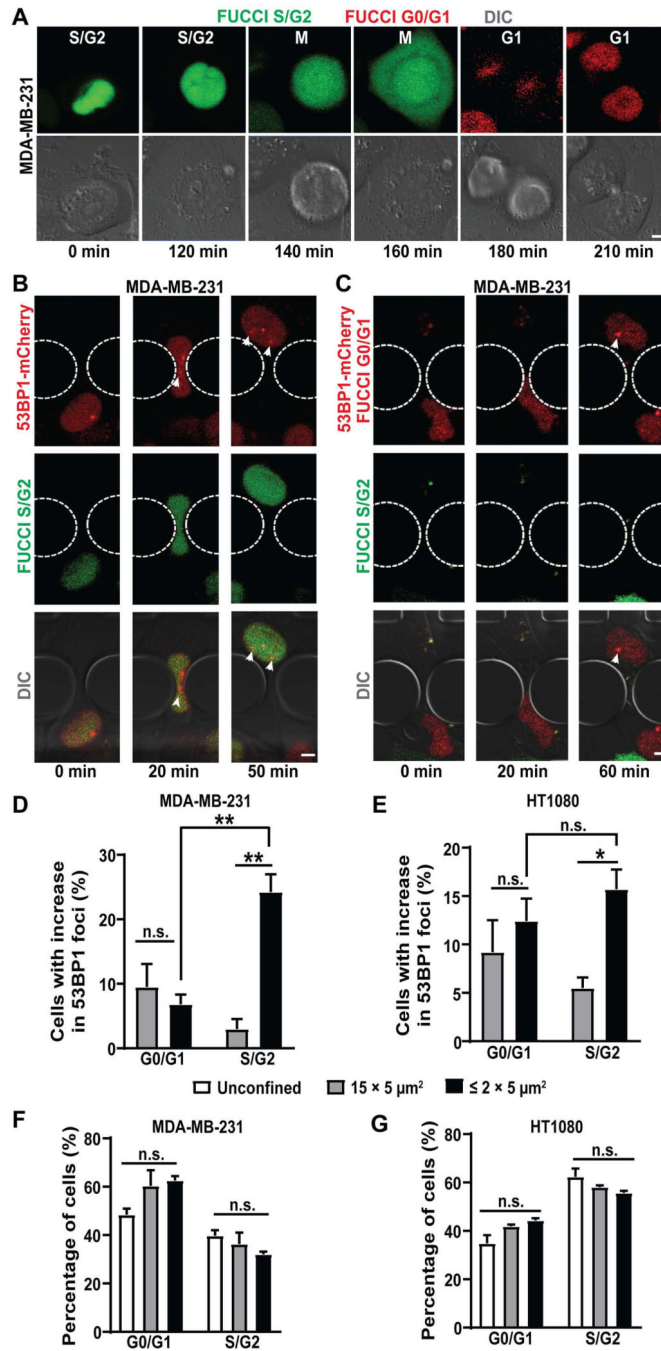 A
FUCCI S/G2 FUCCI G0/G1 DIC
MDA-MB-231
S/G2 S/G2 M M G1 G1
0 min 120 min 140 min 160 min 180 min 210 min
B
MDA-MB-231
53BP1-mCherry
FUCCI S/G2
DIC
0 min 20 min 50 min
C
MDA-MB-231
53BP1-mCherry
FUCCI G0/G1
FUCCI S/G2
DIC
0 min 20 min 60 min
D
MDA-MB-231
Cells with increase
in 53BP1 foci (%)
30
20
10
0
n.s.
**
**
G0/G1 S/G2
E
HT1080
Cells with increase
in 53BP1 foci (%)
20
15
10
5
0
n.s.
n.s.
*
G0/G1 S/G2
Unconfined 15 × 5 µm² ≤ 2 × 5 µm²
F
MDA-MB-231
Percentage of cells (%)
80
60
40
20
0
n.s.
n.s.
G0/G1 S/G2
G
HT1080
Percentage of cells (%)
80
60
40
20
0
n.s.
n.s.
G0/G1 S/G2